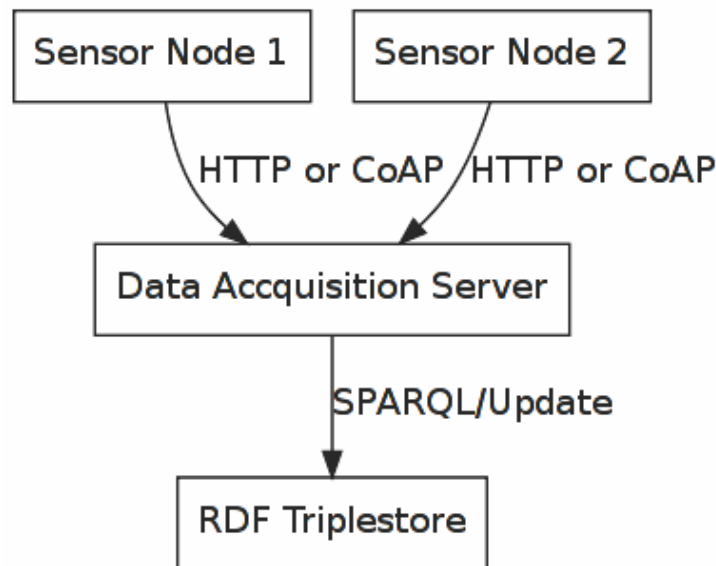 Sensor Node 1
Sensor Node 2
HTTP or CoAP
HTTP or CoAP
Data Accquisition Server
SPARQL/Update
RDF Triplestore